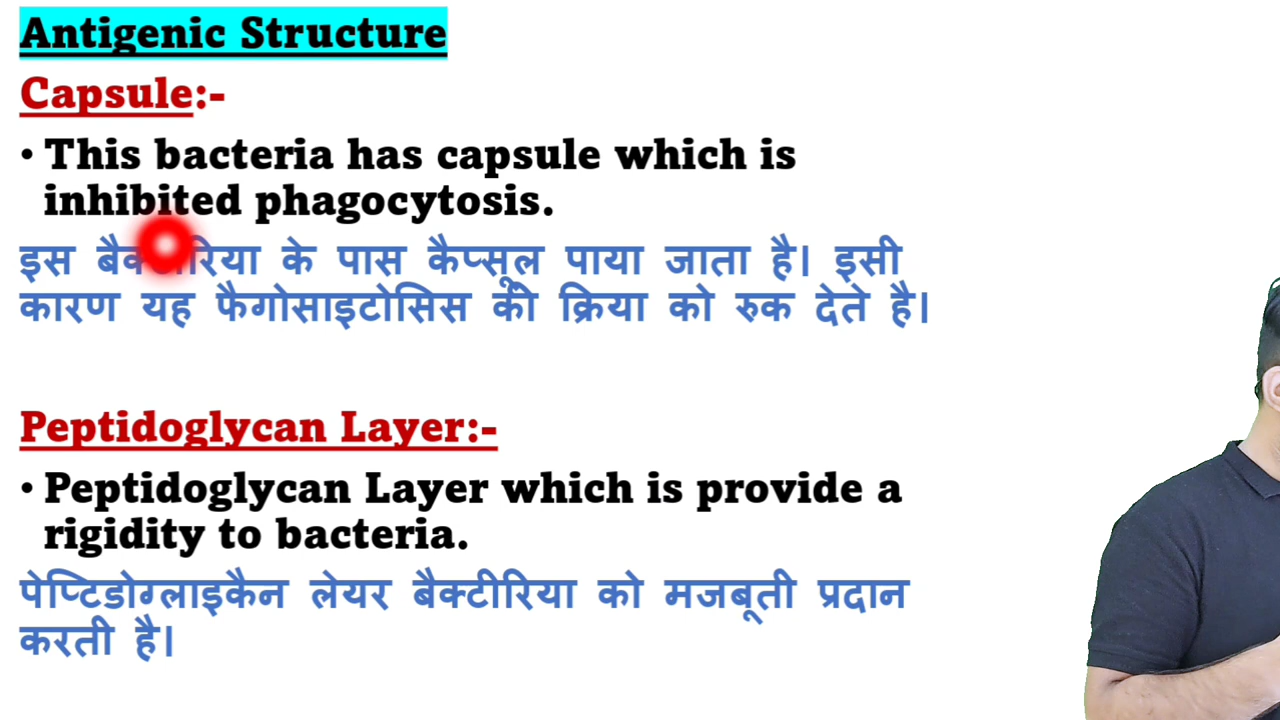 Antigenic Structure
Capsule:-
• This bacteria has capsule which is
inhibited phagocytosis.
इस के पास कैप्सूल पाया जाता है। इसी
कारण यह फैगोसाइटोसिस की क्रिया को रुक देते है।
Peptidoglycan Layer:-
• Peptidoglycan Layer which is provide a
rigidity to bacteria.
पेप्टिडोग्लाइकैन लेयर बैक्टीरिया को मजबूती प्रदान
करती है।